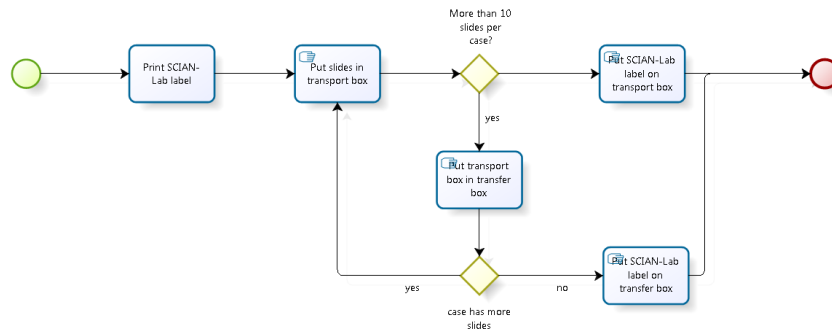 More than 10
slides per
case?
Print SCIAN-
Lab label
Put slides in
transport box
Put SCIAN-Lab
label on
transport box
yes
Put transport
box in transfer
box
yes
no
Put SCIAN-Lab
label on
transfer box
case has more
slides